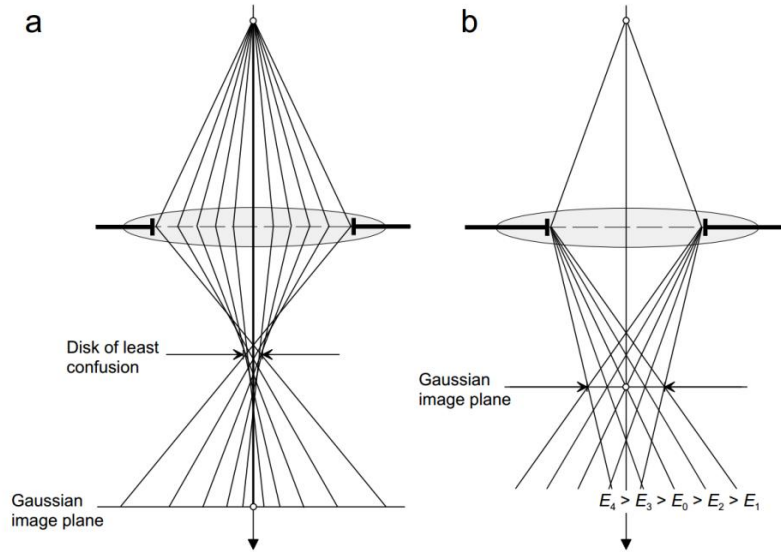 a
b
Disk of least
confusion
Gaussian
image plane
Gaussian
image plane
E₄ > E₃ > E₀ > E₂ > E₁